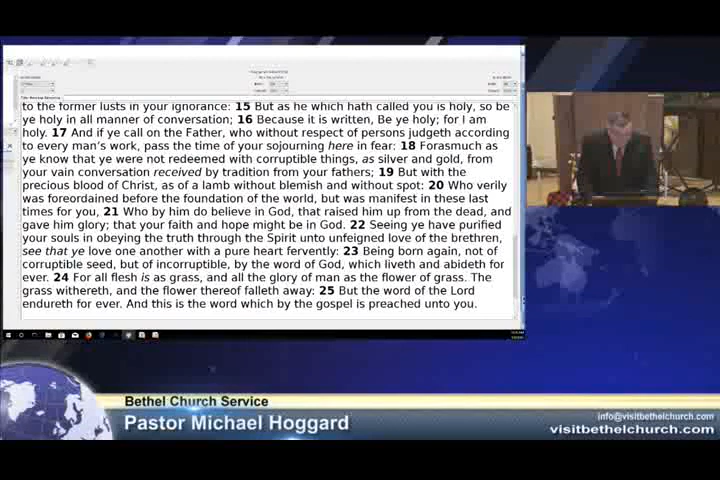 to the former lusts in your ignorance: 15 But as he which hath called you is holy, so be
ye holy in all manner of conversation; 16 Because it is written, Be ye holy; for I am
holy. 17 And if ye call on the Father, who without respect of persons judgeth according
to every man's work, pass the time of your sojourning here in fear: 18 Forasmuch as
ye know that ye were not redeemed with corruptible things, as silver and gold, from
your vain conversation received by tradition from your fathers; 19 But with the
precious blood of Christ, as of a lamb without blemish and without spot: 20 Who verily
was foreordained before the foundation of the world, but was manifest in these last
times for you, 21 Who by him do believe in God, that raised him up from the dead, and
gave him glory; that your faith and hope might be in God. 22 Seeing ye have purified
your souls in obeying the truth through the Spirit unto unfeigned love of the brethren,
see that ye love one another with a pure heart fervently: 23 Being born again, not of
corruptible seed, but of incorruptible, by the word of God, which liveth and abideth for
ever. 24 For all flesh is as grass, and all the glory of man as the flower of grass. The
grass withereth, and the flower thereof falleth away: 25 But the word of the Lord
endureth for ever. And this is the word which by the gospel is preached unto you.
Bethel Church Service
Pastor Michael Hoggard
info@visitbethelchurch.com
visitbethelchurch.com